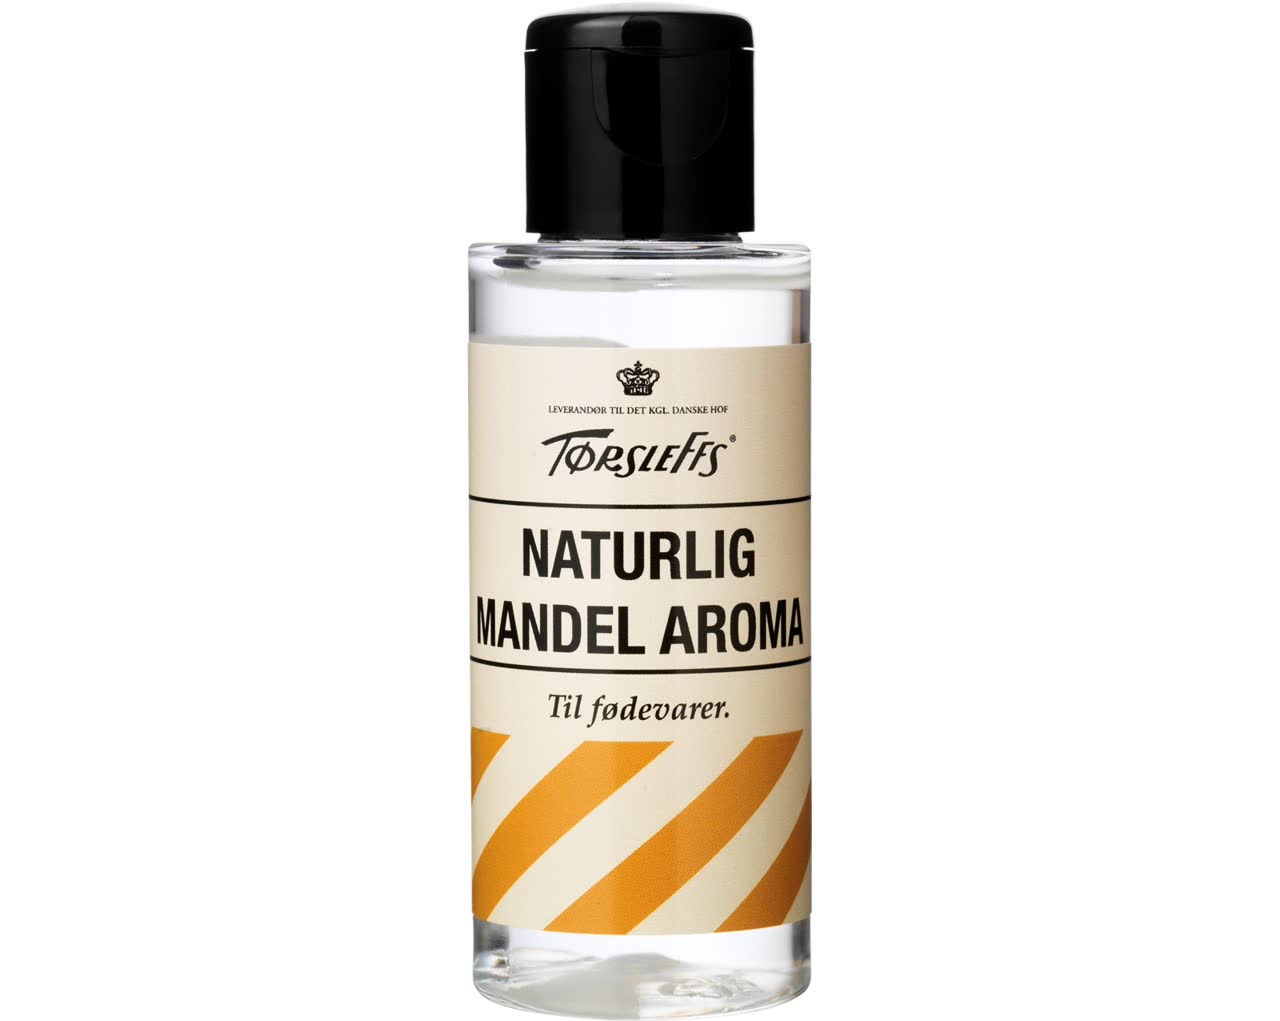 LEVERANDØR TIL DET KGL. DANSKE HOF
TØRSLEFFS®
NATURLIG
MANDEL AROMA
Til fødevarer.